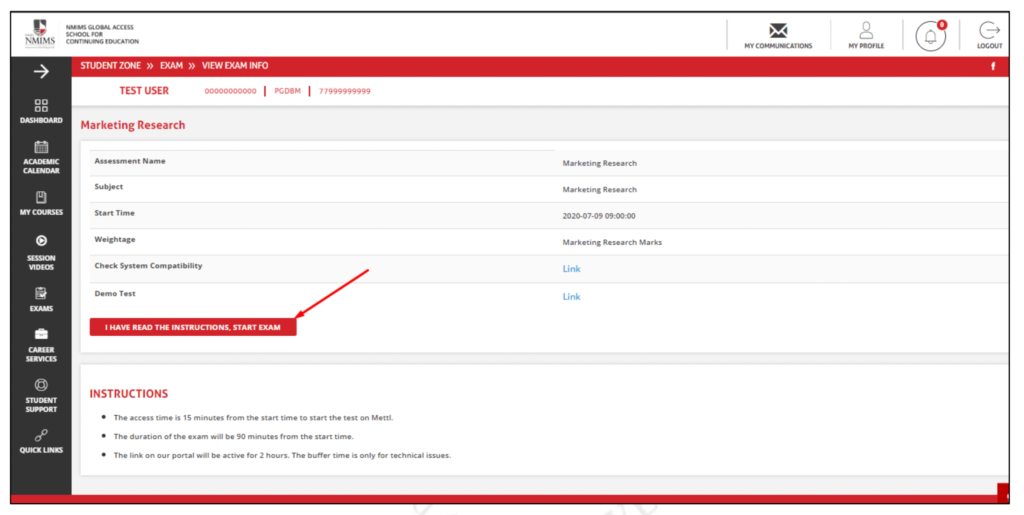 NMIMS
NMIMS GLOBAL ACCESS
SCHOOL FOR
CONTINUING EDUCATION
MY COMMUNICATIONS
MY PROFILE
0
LOGOUT
STUDENT ZONE » EXAM » VIEW EXAM INFO
f
TEST USER 00000000000 | PGDBM | 77999999999
DASHBOARD
ACADEMIC
CALENDAR
MY COURSES
SESSION
VIDEOS
EXAMS
CAREER
SERVICES
STUDENT
SUPPORT
QUICK LINKS
Marketing Research
Assessment Name Marketing Research
Subject Marketing Research
Start Time 2020-07-09 09:00:00
Weightage Marketing Research Marks
Check System Compatibility Link
Demo Test Link
I HAVE READ THE INSTRUCTIONS, START EXAM
INSTRUCTIONS
• The access time is 15 minutes from the start time to start the test on Mettl.
• The duration of the exam will be 90 minutes from the start time.
• The link on our portal will be active for 2 hours. The buffer time is only for technical issues.